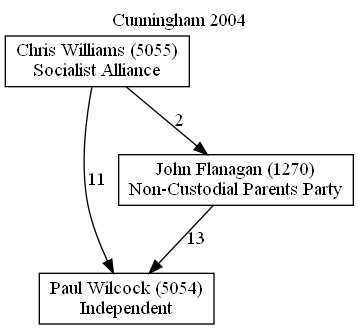 Cunningham 2004
Chris Williams (5055)
Socialist Alliance
2
John Flanagan (1270)
Non-Custodial Parents Party
11
13
Paul Wilcock (5054)
Independent